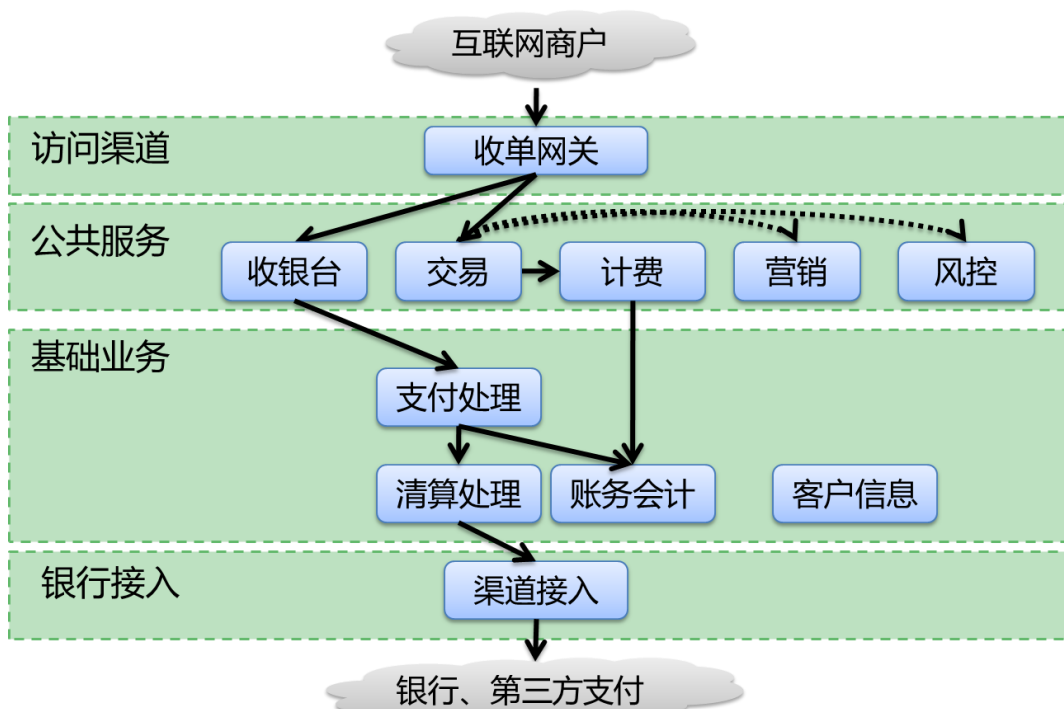 互联网商户
访问渠道
收单网关
公共服务
收银台
交易
计费
营销
风控
基础业务
支付处理
清算处理
账务会计
客户信息
银行接入
渠道接入
银行、第三方支付